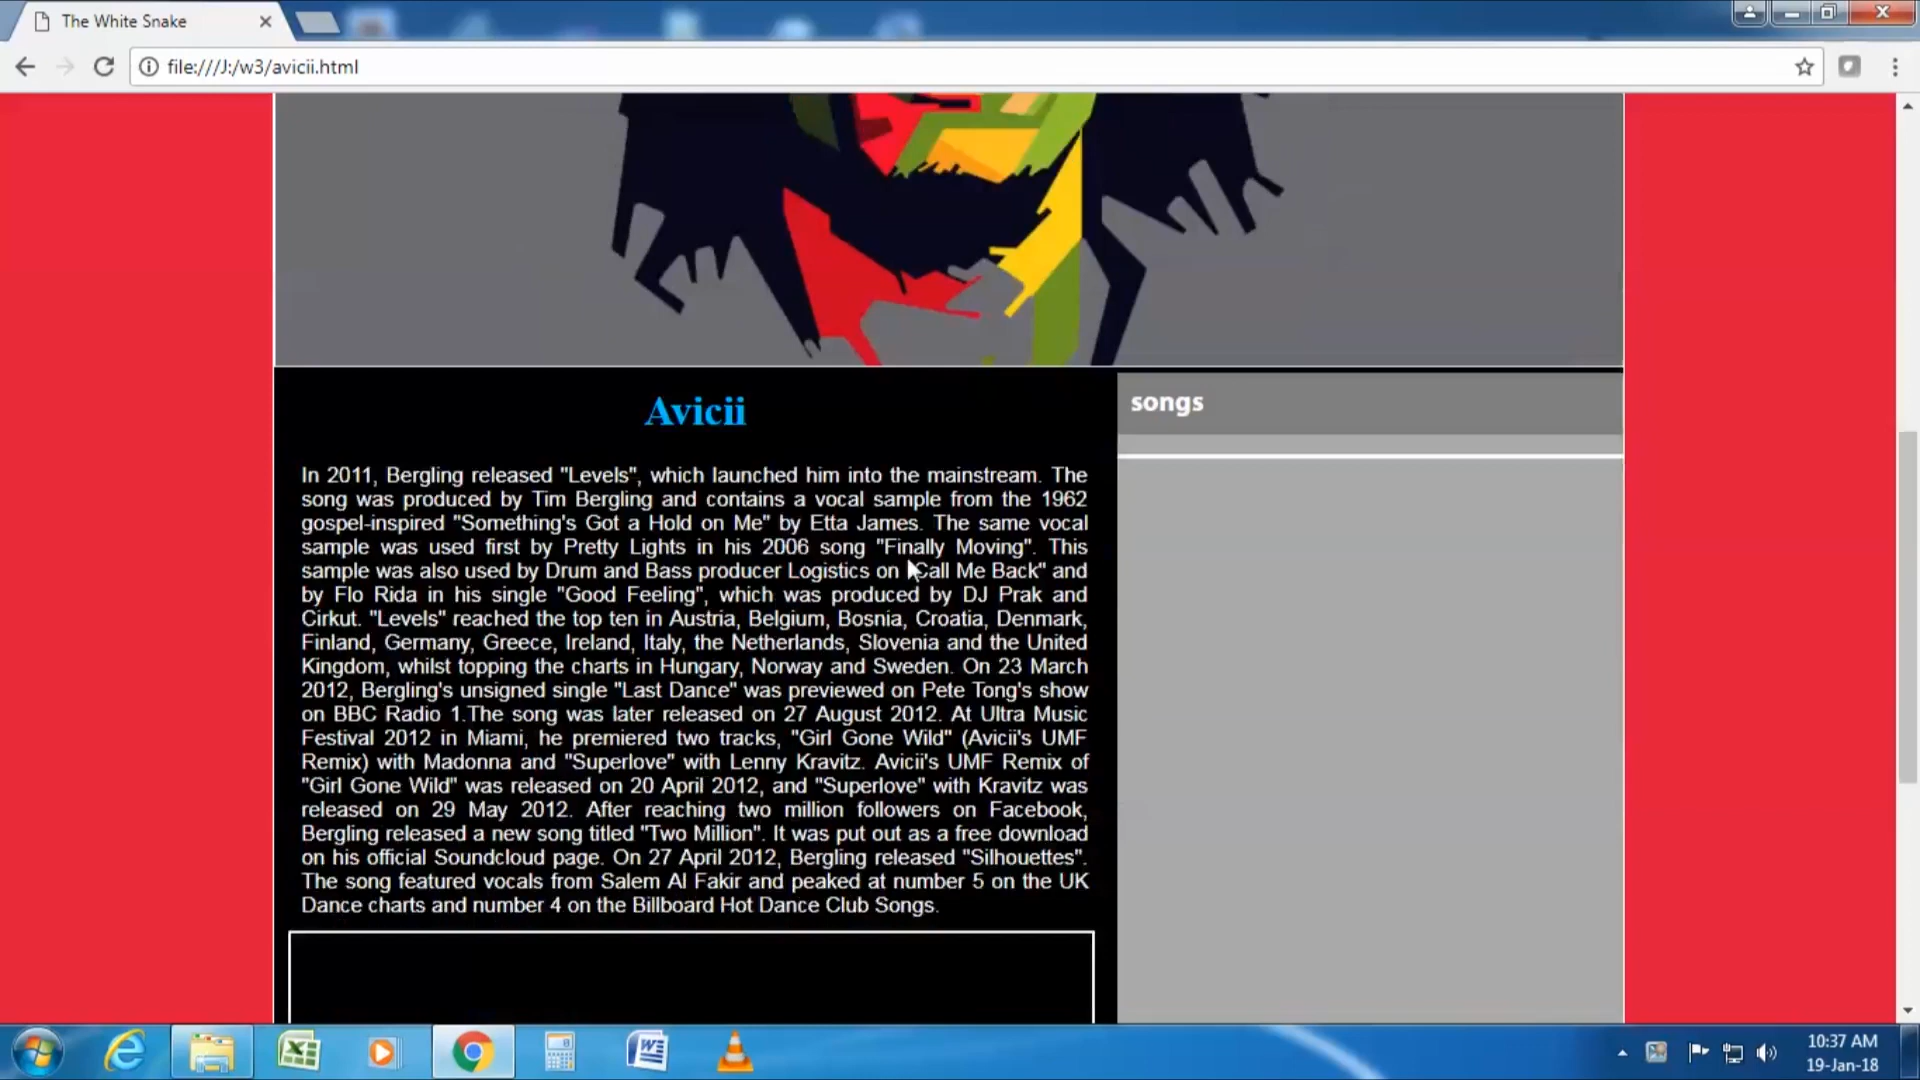 The White Snake
file:///J:/w3/avicii.html
Avicii
songs
In 2011, Bergling released "Levels", which launched him into the mainstream. The
song was produced by Tim Bergling and contains a vocal sample from the 1962
gospel-inspired "Something's Got a Hold on Me" by Etta James. The same vocal
sample was used first by Pretty Lights in his 2006 song "Finally Moving". This
sample was also used by Drum and Bass producer Logistics on "Call Me Back" and
by Flo Rida in his single "Good Feeling", which was produced by DJ Prak and
Cirkut. "Levels" reached the top ten in Austria, Belgium, Bosnia, Croatia, Denmark,
Finland, Germany, Greece, Ireland, Italy, the Netherlands, Slovenia and the United
Kingdom, whilst topping the charts in Hungary, Norway and Sweden. On 23 March
2012, Bergling's unsigned single "Last Dance" was previewed on Pete Tong's show
on BBC Radio 1.The song was later released on 27 August 2012. At Ultra Music
Festival 2012 in Miami, he premiered two tracks, "Girl Gone Wild" (Avicii's UMF
Remix) with Madonna and "Superlove" with Lenny Kravitz. Avicii's UMF Remix of
"Girl Gone Wild" was released on 20 April 2012, and "Superlove" with Kravitz was
released on 29 May 2012. After reaching two million followers on Facebook,
Bergling released a new song titled "Two Million". It was put out as a free download
on his official Soundcloud page. On 27 April 2012, Bergling released "Silhouettes".
The song featured vocals from Salem Al Fakir and peaked at number 5 on the UK
Dance charts and number 4 on the Billboard Hot Dance Club Songs.
10:37 AM
19-Jan-18